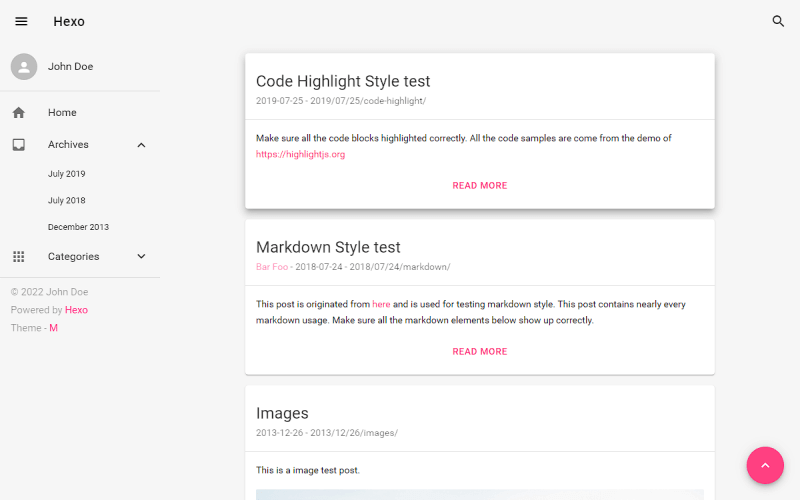 Hexo
John Doe
Home
Archives
July 2019
July 2018
December 2013
Categories
© 2022 John Doe
Powered by Hexo
Theme - M
Code Highlight Style test
2019-07-25 - 2019/07/25/code-highlight/
Make sure all the code blocks highlighted correctly. All the code samples are come from the demo of
https://highlightjs.org
READ MORE
Markdown Style test
Bar Foo - 2018-07-24 - 2018/07/24/markdown/
This post is originated from here and is used for testing markdown style. This post contains nearly every
markdown usage. Make sure all the markdown elements below show up correctly.
READ MORE
Images
2013-12-26 - 2013/12/26/images/
This is a image test post.